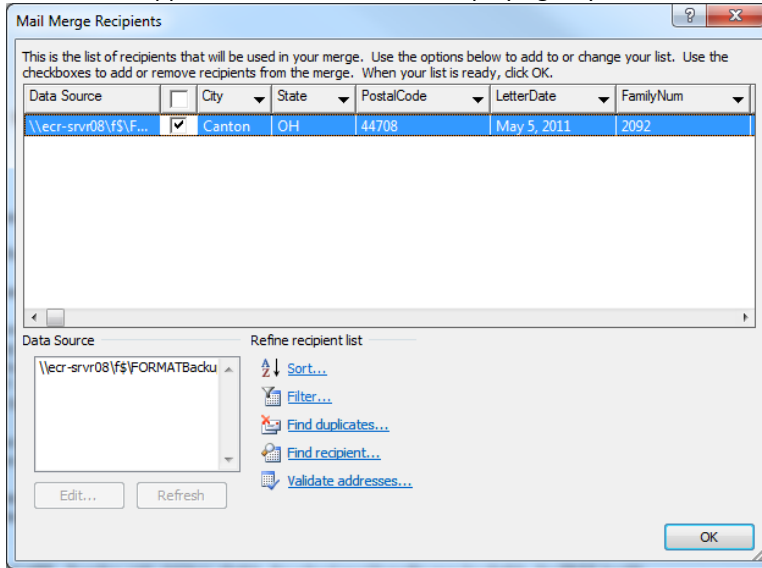 Mail Merge Recipients
This is the list of recipients that will be used in your merge. Use the options below to add to or change your list. Use the
checkboxes to add or remove recipients from the merge. When your list is ready, click OK.
Data Source City State PostalCode LetterDate FamilyNum
\\ecr-srvr08\f$\F... Canton OH 44708 May 5, 2011 2092
Data Source Refine recipient list
\\ecr-srvr08\f$\FORMATBacku
Sort...
Filter...
Find duplicates...
Find recipient...
Validate addresses...
Edit... Refresh
OK